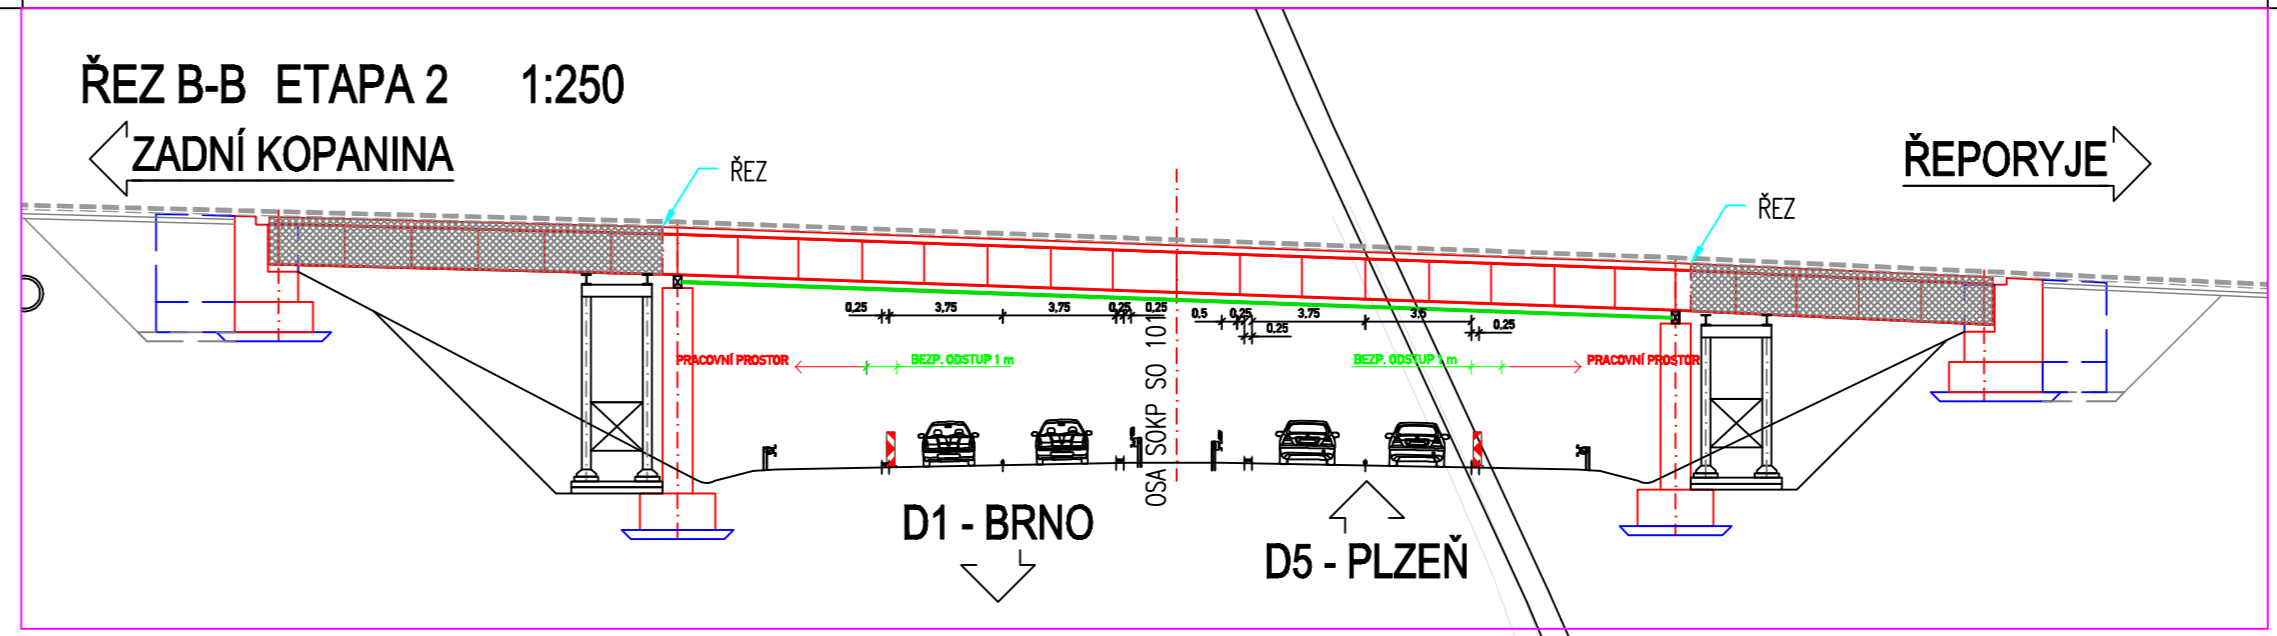 ŘEZ B-B ETAPA 2 1:250
ZADNÍ KOPANINA
ŘEPORYJE
ŘEZ
ŘEZ
0,25 3,75 3,75 0,25 0,25 0,5 0,25 3,75 3,5
0,25 0,25
PRACOVNÍ PROSTOR BEZP. ODSTUP 1 m BEZP. ODSTUP 1 m PRACOVNÍ PROSTOR
OSA SOKP SO 101
D1 - BRNO
D5 - PLZEŇ